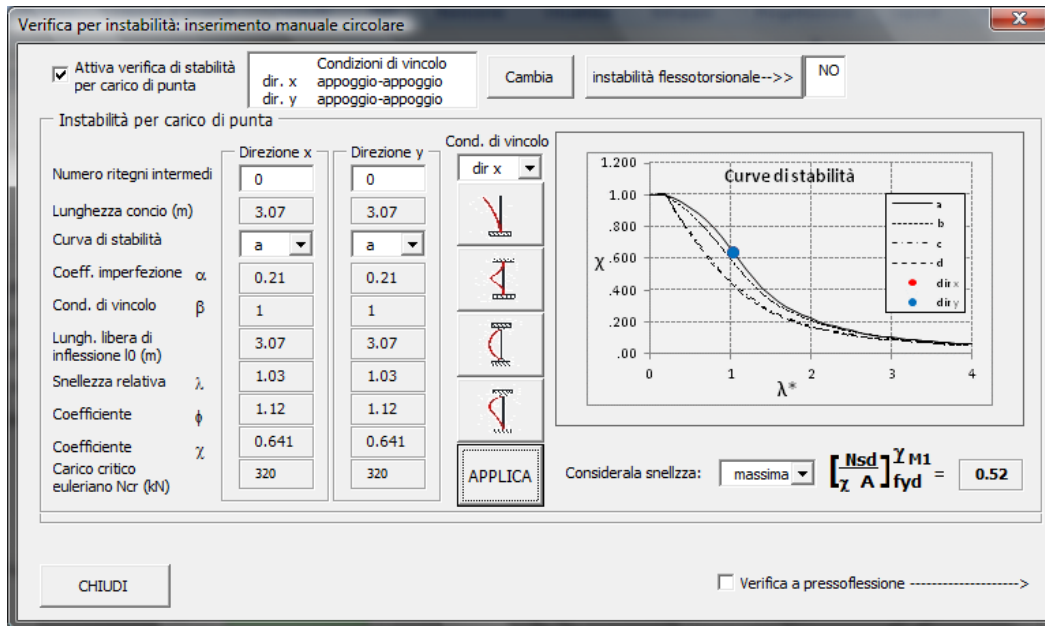 Verifica per instabilità: inserimento manuale circolare
Attiva verifica di stabilità
per carico di punta
Condizioni di vincolo
dir. x appoggio-appoggio
dir. y appoggio-appoggio
Cambia
instabilità flessotorsionale-->>
NO
Instabilità per carico di punta
Direzione x
Direzione y
Cond. di vincolo
dir x
Numero ritegni intermedi 0 0
Lunghezza concio (m) 3.07 3.07
Curva di stabilità a a
Coeff. imperfezione α 0.21 0.21
Cond. di vincolo β 1 1
Lungh. libera di
inflessione l0 (m) 3.07 3.07
Snellezza relativa λ 1.03 1.03
Coefficiente ϕ 1.12 1.12
Coefficiente χ 0.641 0.641
Carico critico
euleriano Ncr (kN) 320 320
APPLICA
Curve di stabilità
1.200
1.00
.800
.600
.400
.200
.00
χ
0 1 2 3 4
λ*
a
b
c
d
dir x
dir y
Considerala snellzza: massima
[Nsd / χ A] γM1 / fyd = 0.52
CHIUDI
Verifica a pressoflessione -------------------->